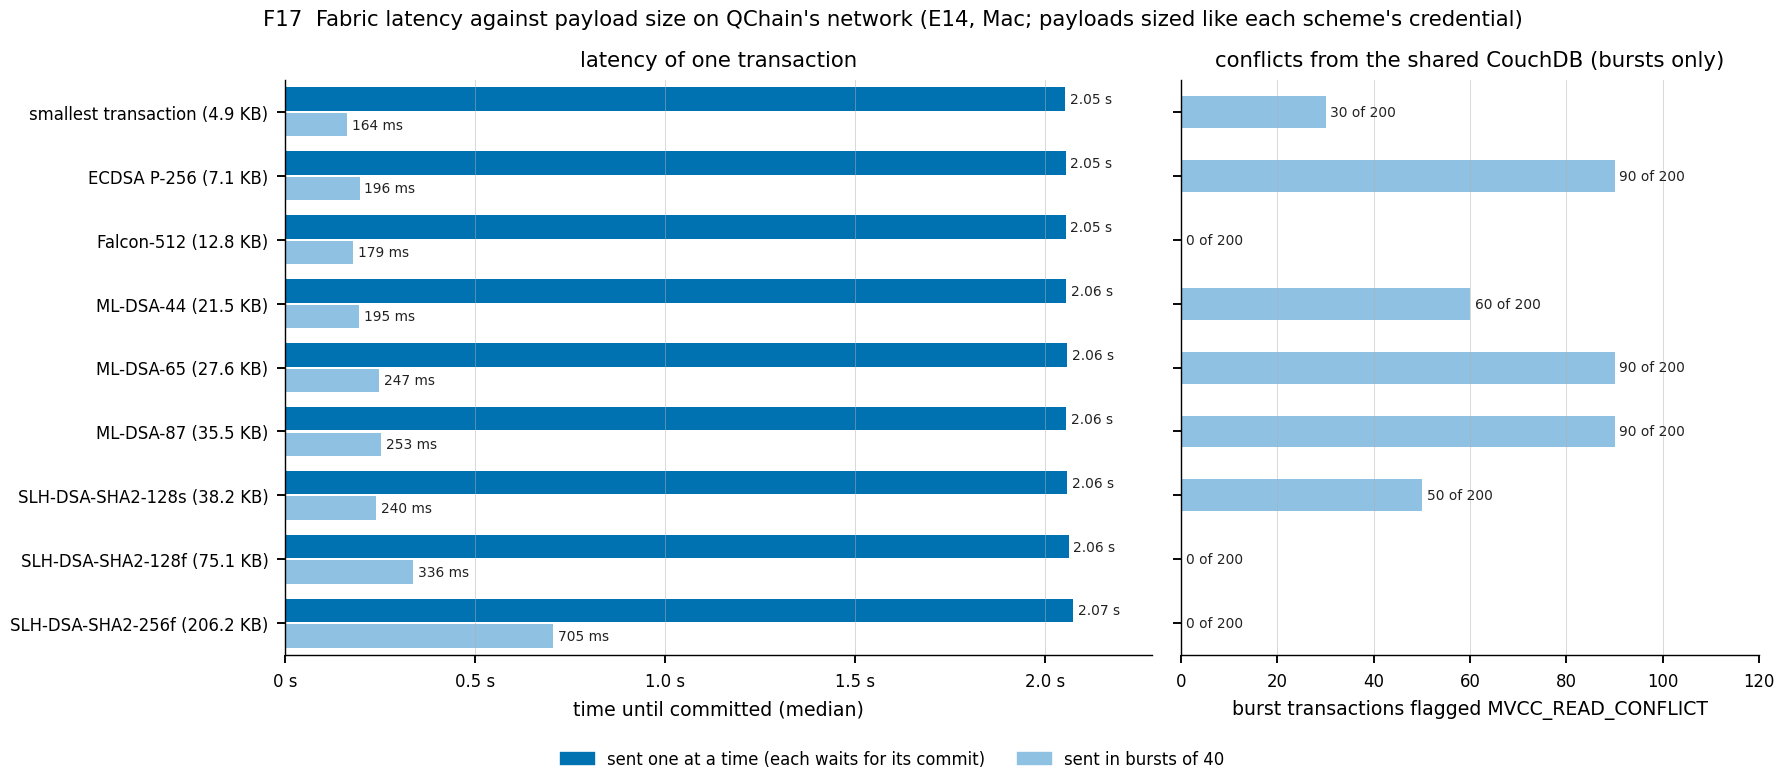 F17  Fabric latency against payload size on QChain's network (E14, Mac; payloads sized like each scheme's credential)
latency of one transaction
smallest transaction (4.9 KB)
2.05 s
164 ms
ECDSA P-256 (7.1 KB)
2.05 s
196 ms
Falcon-512 (12.8 KB)
2.05 s
179 ms
ML-DSA-44 (21.5 KB)
2.06 s
195 ms
ML-DSA-65 (27.6 KB)
2.06 s
247 ms
ML-DSA-87 (35.5 KB)
2.06 s
253 ms
SLH-DSA-SHA2-128s (38.2 KB)
2.06 s
240 ms
SLH-DSA-SHA2-128f (75.1 KB)
2.06 s
336 ms
SLH-DSA-SHA2-256f (206.2 KB)
2.07 s
705 ms
0 s 0.5 s 1.0 s 1.5 s 2.0 s
time until committed (median)
conflicts from the shared CouchDB (bursts only)
30 of 200
90 of 200
0 of 200
60 of 200
90 of 200
90 of 200
50 of 200
0 of 200
0 of 200
0 20 40 60 80 100 120
burst transactions flagged MVCC_READ_CONFLICT
sent one at a time (each waits for its commit)
sent in bursts of 40